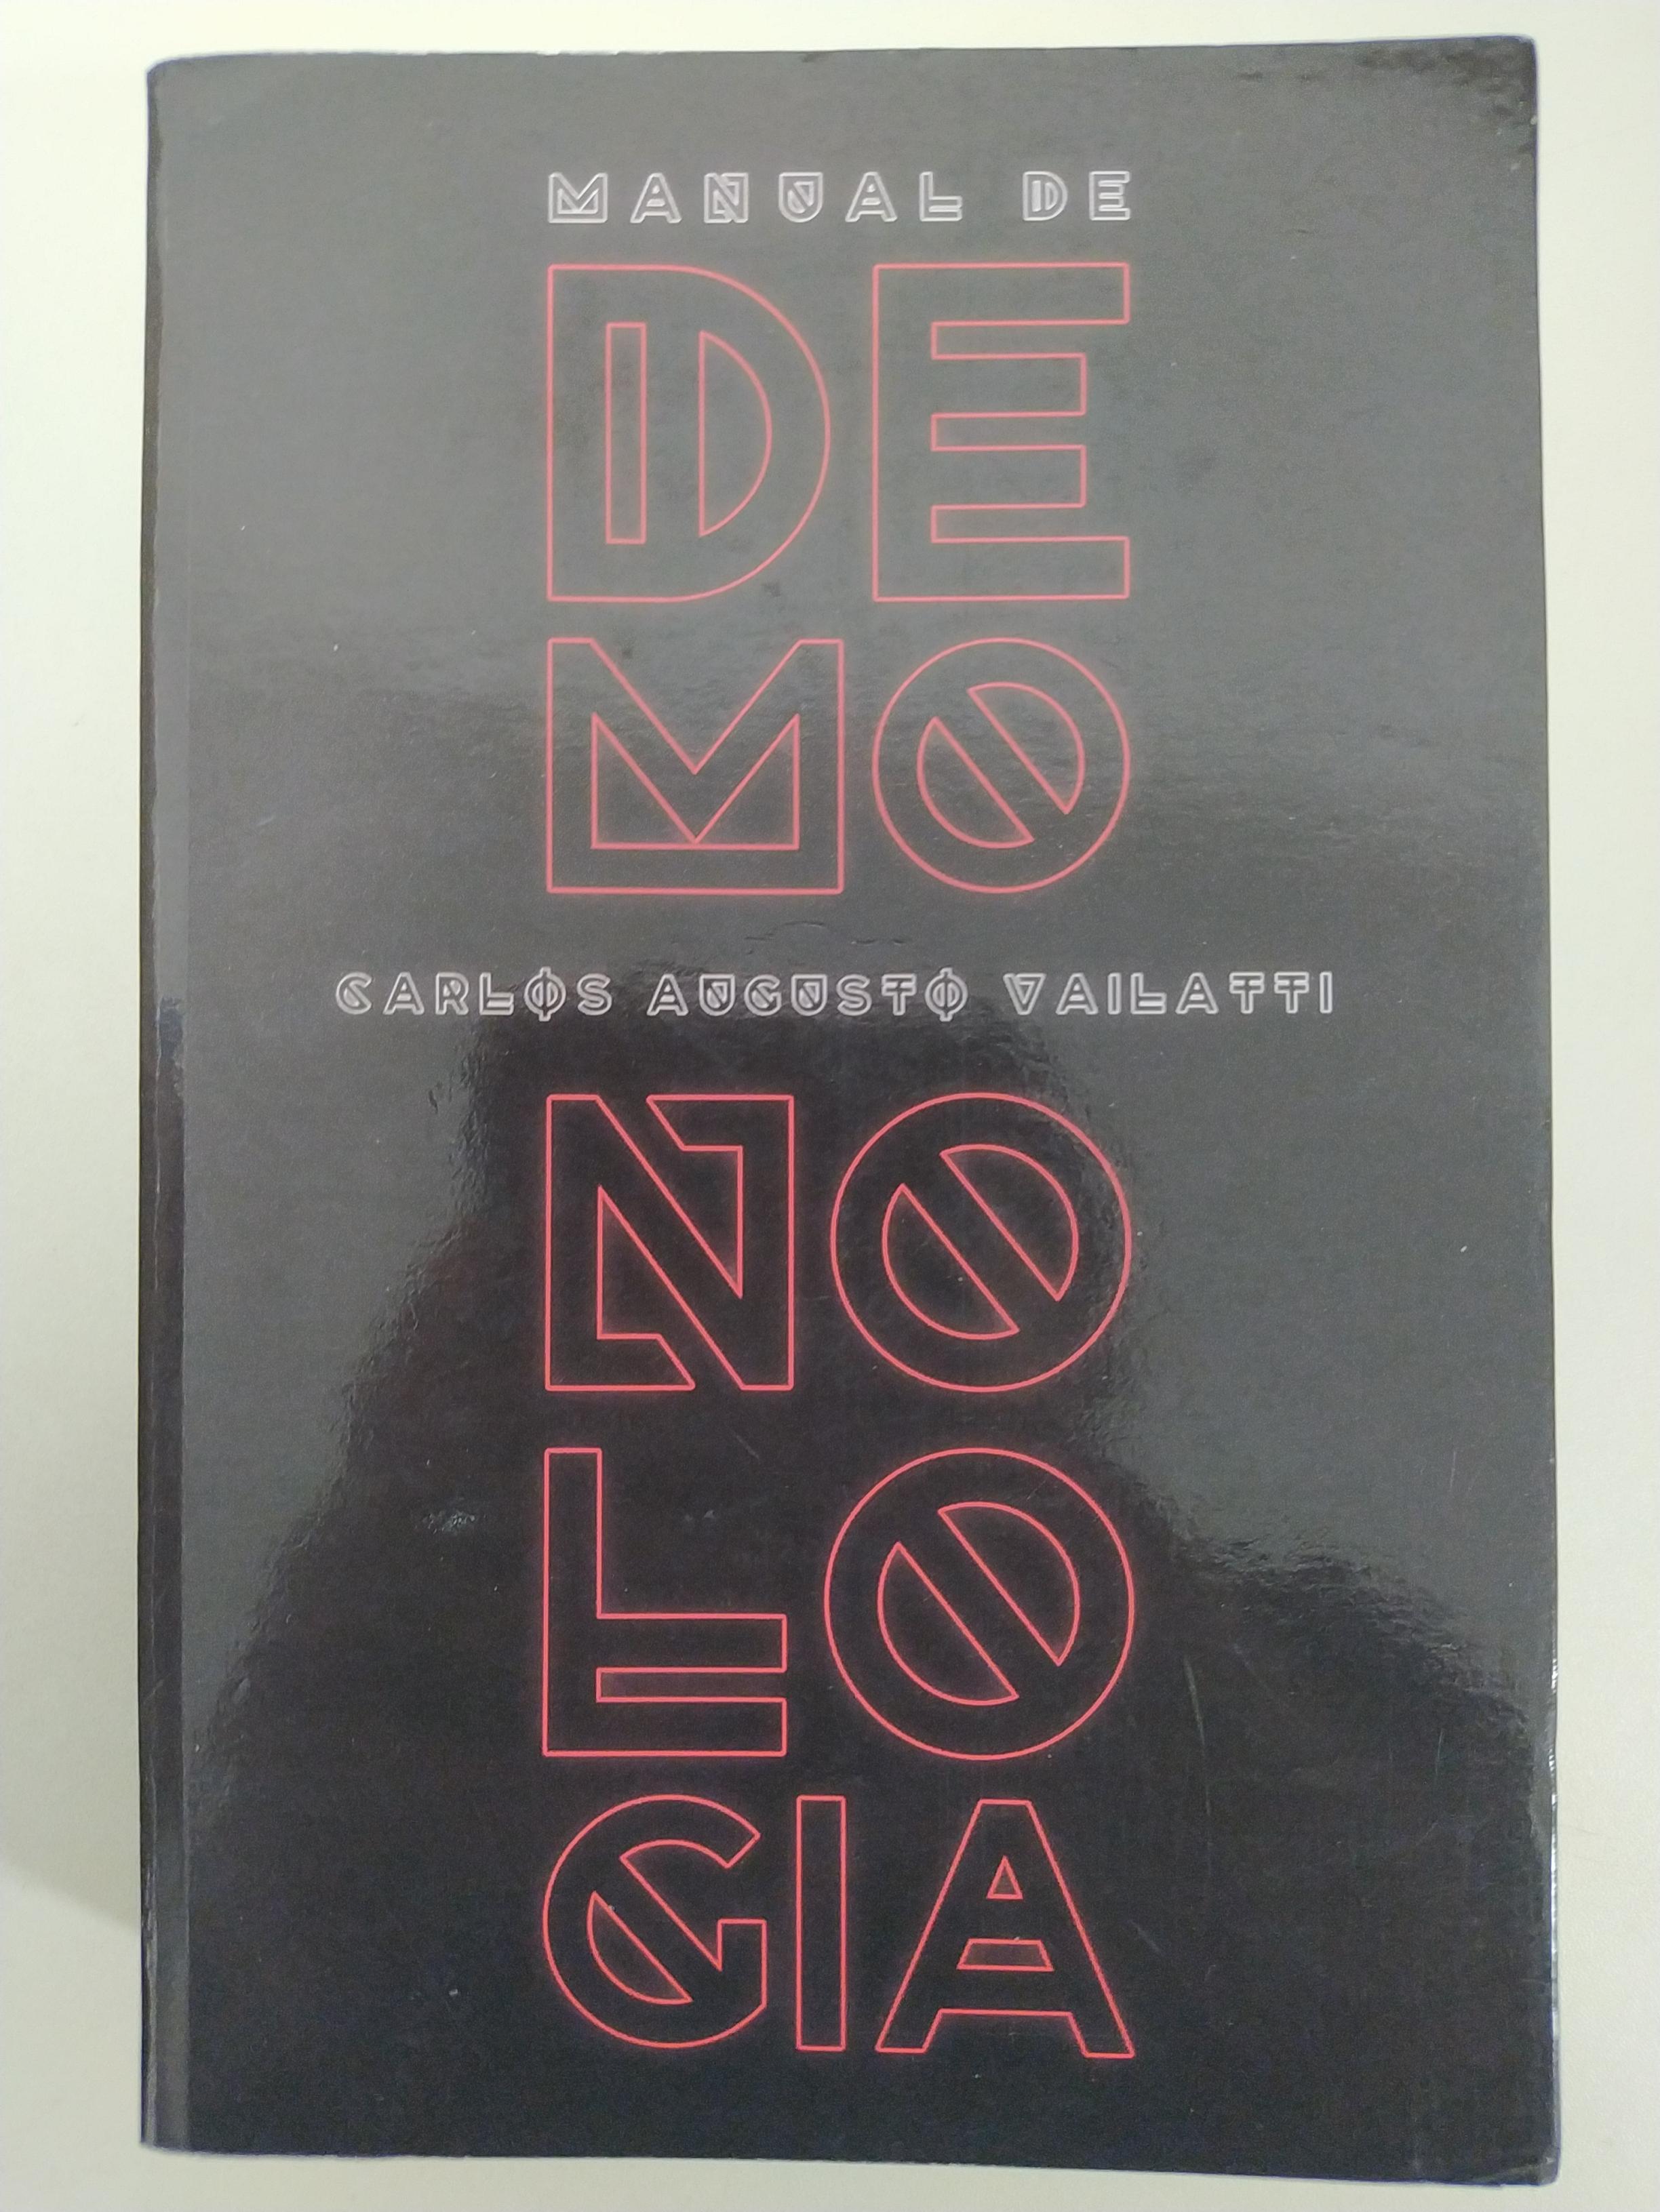 MANUAL DE
DE
MO
CARLOS AUGUSTO VAILATTI
NO
LO
GIA